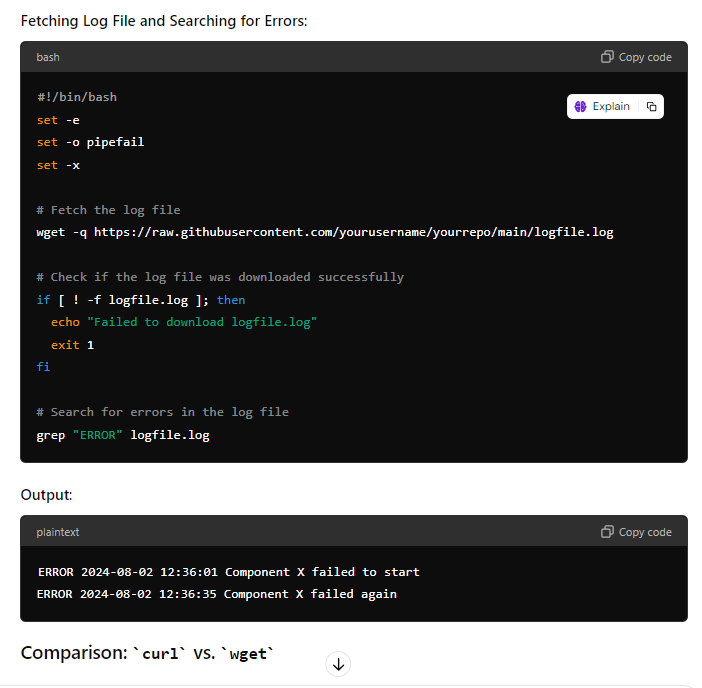 Fetching Log File and Searching for Errors:
bash
Copy code
#!/bin/bash
Explain
set -e
set -o pipefail
set -x
# Fetch the log file
wget -q https://raw.githubusercontent.com/yourusername/yourrepo/main/logfile.log
# Check if the log file was downloaded successfully
if [ ! -f logfile.log ]; then
  echo "Failed to download logfile.log"
  exit 1
fi
# Search for errors in the log file
grep "ERROR" logfile.log
Output:
plaintext
Copy code
ERROR 2024-08-02 12:36:01 Component X failed to start
ERROR 2024-08-02 12:36:35 Component X failed again
Comparison: `curl` vs. `wget`